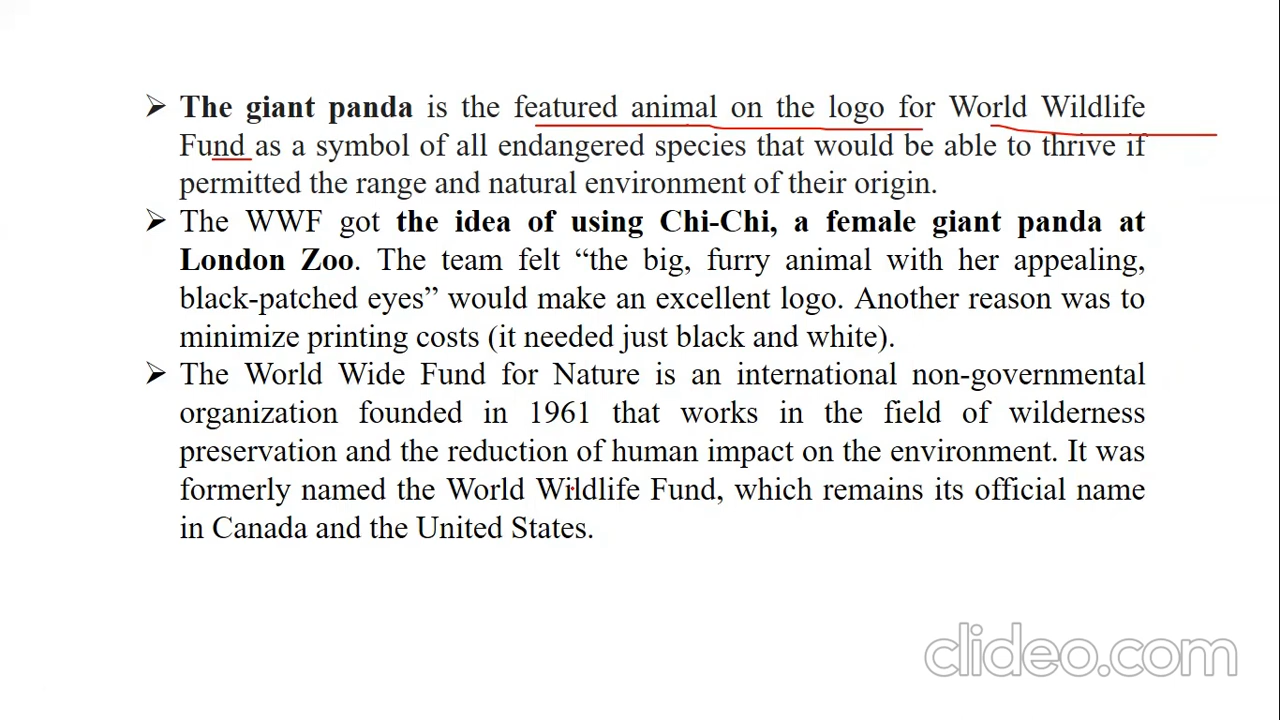 ➢ The giant panda is the featured animal on the logo for World Wildlife
Fund as a symbol of all endangered species that would be able to thrive if
permitted the range and natural environment of their origin.
➢ The WWF got the idea of using Chi-Chi, a female giant panda at
London Zoo. The team felt “the big, furry animal with her appealing,
black-patched eyes” would make an excellent logo. Another reason was to
minimize printing costs (it needed just black and white).
➢ The World Wide Fund for Nature is an international non-governmental
organization founded in 1961 that works in the field of wilderness
preservation and the reduction of human impact on the environment. It was
formerly named the World Wildlife Fund, which remains its official name
in Canada and the United States.
clideo.com